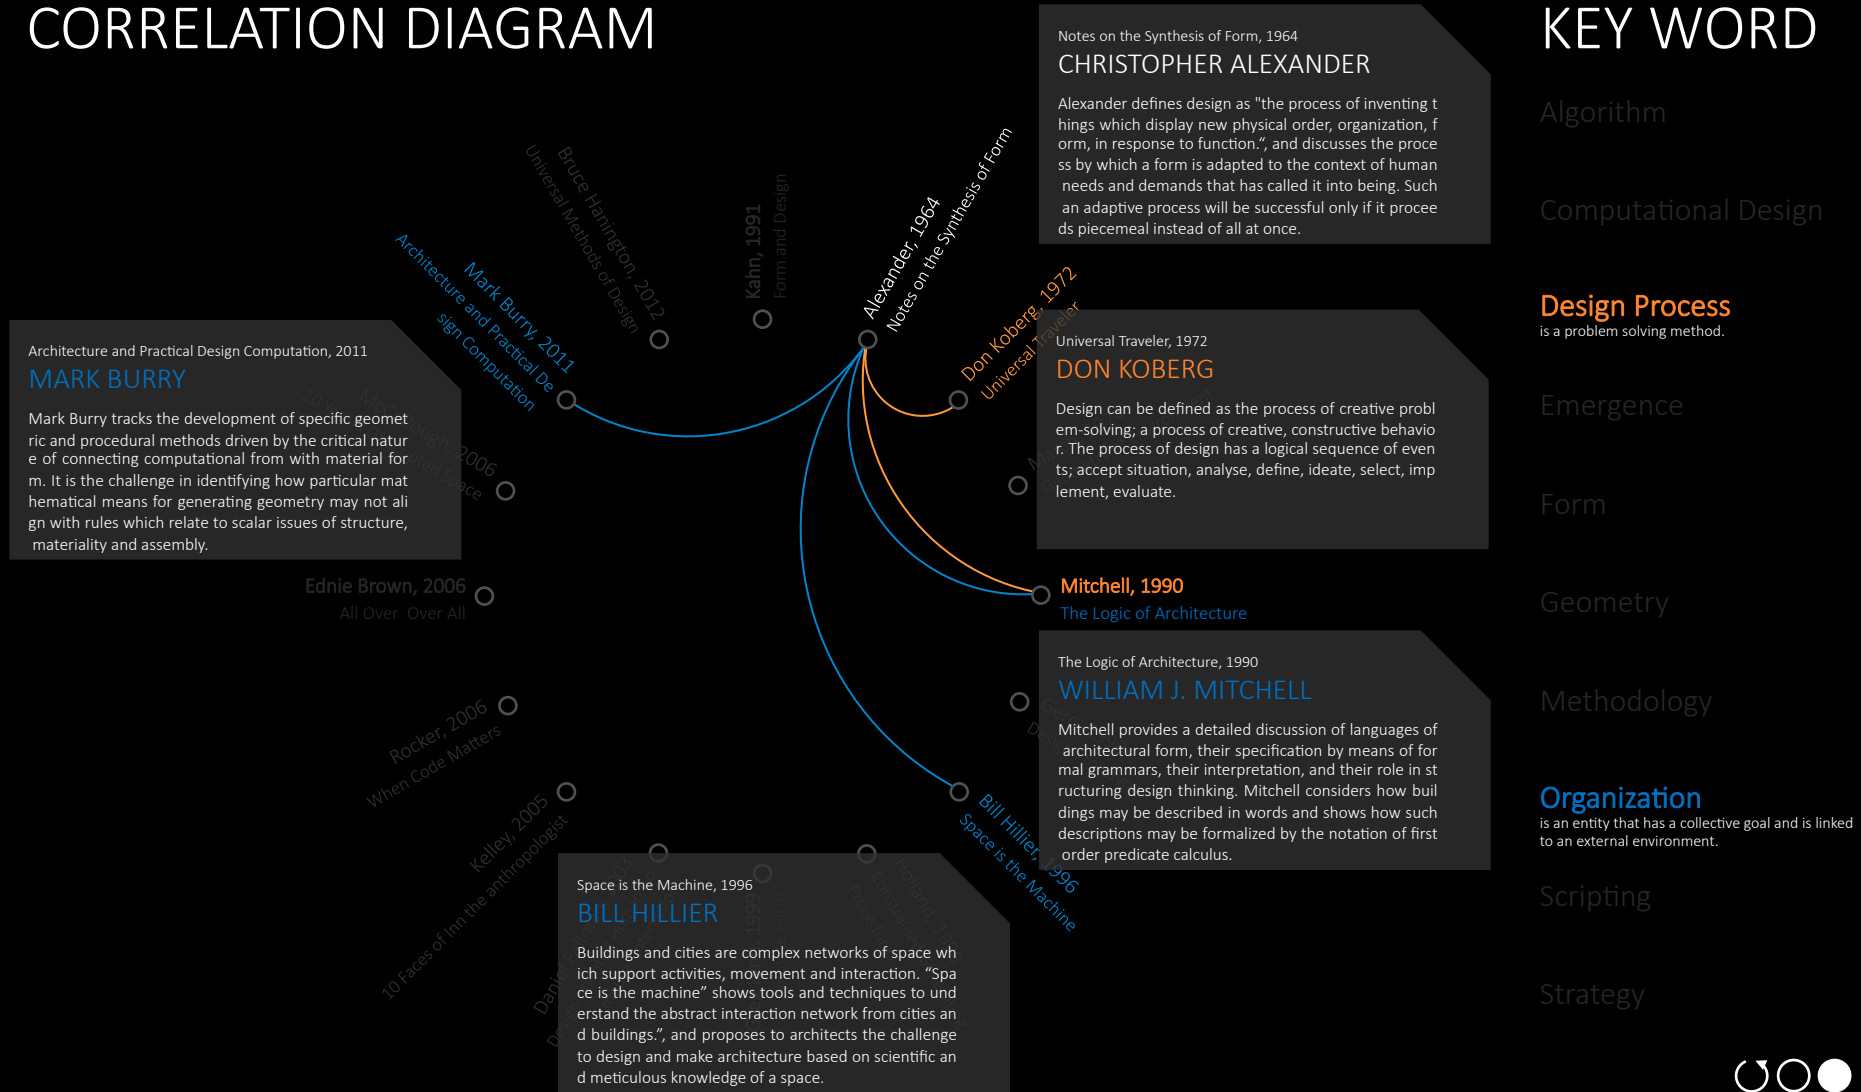 CORRELATION DIAGRAM
KEY WORD
Notes on the Synthesis of Form, 1964
CHRISTOPHER ALEXANDER
Alexander defines design as "the process of inventing t
hings which display new physical order, organization, f
orm, in response to function.“, and discusses the proce
ss by which a form is adapted to the context of human
needs and demands that has called it into being. Such
an adaptive process will be successful only if it procee
ds piecemeal instead of all at once.
Algorithm
Computational Design
Design Process
is a problem solving method.
Emergence
Form
Geometry
Methodology
Organization
is an entity that has a collective goal and is linked
to an external environment.
Scripting
Strategy
Bruce Hanington, 2012
Universal Methods of Design
Kahn, 1991
Form and Design
Alexander, 1964
Notes on the Synthesis of Form
Mark Burry, 2011
Architecture and Practical De
sign Computation
Don Koberg, 1972
Universal Traveler
Architecture and Practical Design Computation, 2011
MARK BURRY
Mark Burry tracks the development of specific geomet
ric and procedural methods driven by the critical natur
e of connecting computational from with material for
m. It is the challenge in identifying how particular mat
hematical means for generating geometry may not ali
gn with rules which relate to scalar issues of structure,
materiality and assembly.
Universal Traveler, 1972
DON KOBERG
Design can be defined as the process of creative probl
em-solving; a process of creative, constructive behavio
r. The process of design has a logical sequence of even
ts; accept situation, analyse, define, ideate, select, imp
lement, evaluate.
2006
Space
Ednie Brown, 2006
All Over Over All
Mitchell, 1990
The Logic of Architecture
The Logic of Architecture, 1990
WILLIAM J. MITCHELL
Mitchell provides a detailed discussion of languages of
architectural form, their specification by means of for
mal grammars, their interpretation, and their role in st
ructuring design thinking. Mitchell considers how buil
dings may be described in words and shows how such
descriptions may be formalized by the notation of first
order predicate calculus.
Rocker, 2006
When Code Matters
Kelley, 2005
10 Faces of Inn the anthropologist
Bill Hillier, 1996
Space is the Machine
Space is the Machine, 1996
BILL HILLIER
Buildings and cities are complex networks of space wh
ich support activities, movement and interaction. “Spa
ce is the machine” shows tools and techniques to und
erstand the abstract interaction network from cities an
d buildings.”, and proposes to architects the challenge
to design and make architecture based on scientific an
d meticulous knowledge of a space.